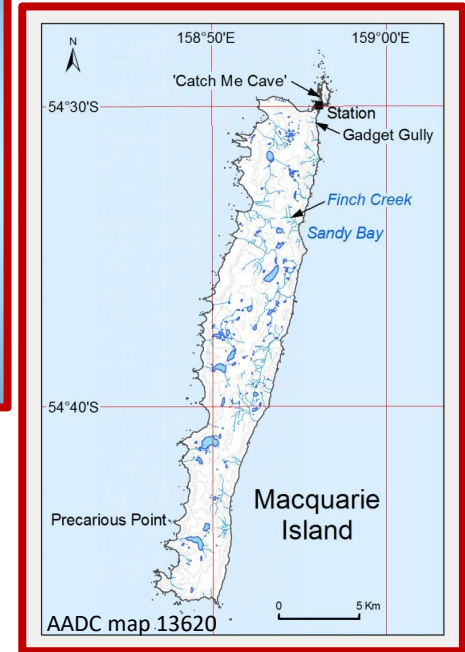 N
158°50'E
159°00'E
'Catch Me Cave'
54°30'S
Station
Gadget Gully
Finch Creek
Sandy Bay
54°40'S
Macquarie
Island
Precarious Point
0
5 Km
AADC map 13620